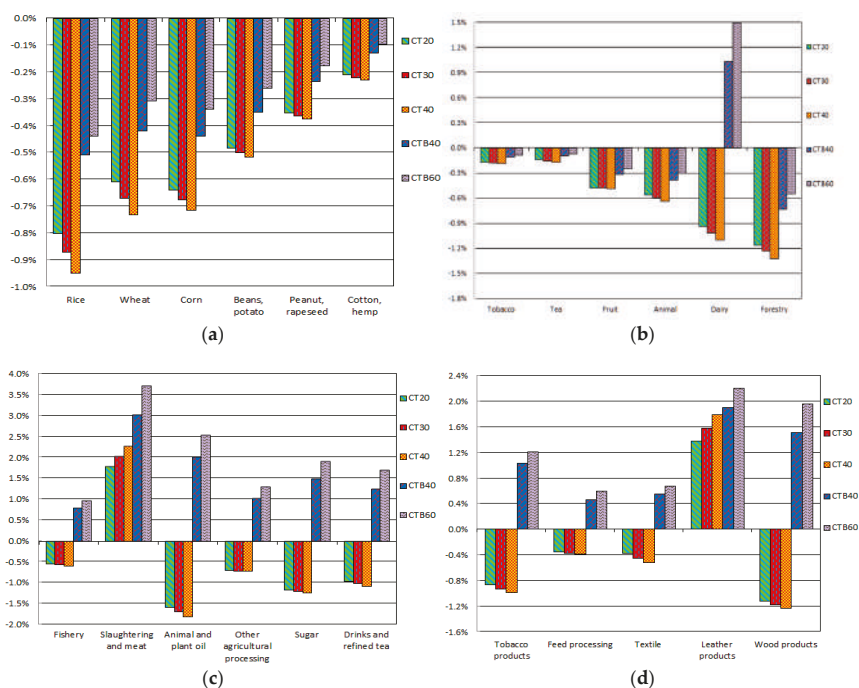 0.0%
-0.1%
-0.2%
-0.3%
-0.4%
-0.5%
-0.6%
-0.7%
-0.8%
-0.9%
-1.0%
Rice Wheat Corn Beans, potato Peanut, rapeseed Cotton, hemp
CT20
CT30
CT40
CTB40
CTB60
(a)
1.5%
1.2%
0.9%
0.6%
0.3%
0.0%
-0.3%
-0.6%
-0.9%
-1.2%
-1.5%
-1.8%
Tobacco Tea Fruit Animal Dairy Forestry
CT20
CT30
CT40
CTB40
CTB60
(b)
4.0%
3.5%
3.0%
2.5%
2.0%
1.5%
1.0%
0.5%
0.0%
-0.5%
-1.0%
-1.5%
-2.0%
Fishery Slaughtering and meat Animal and plant oil Other agricultural processing Sugar Drinks and refined tea
CT20
CT30
CT40
CTB40
CTB60
(c)
2.4%
2.0%
1.6%
1.2%
0.8%
0.4%
0.0%
-0.4%
-0.8%
-1.2%
-1.6%
Tobacco products Feed processing Textile Leather products Wood products
CT20
CT30
CT40
CTB40
CTB60
(d)